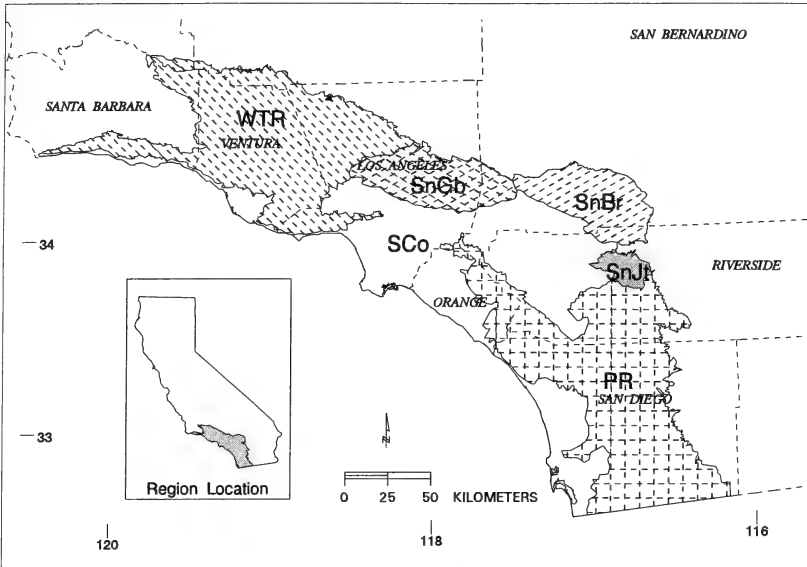 SAN BERNARDINO
SANTA BARBARA
WTR
VENTURA
LOS ANGELES
SnGb
SnBr
34
SCo
SnJt
RIVERSIDE
ORANGE
PR
SAN DIEGO
33
N
Region Location
0 25 50 KILOMETERS
120
118
116